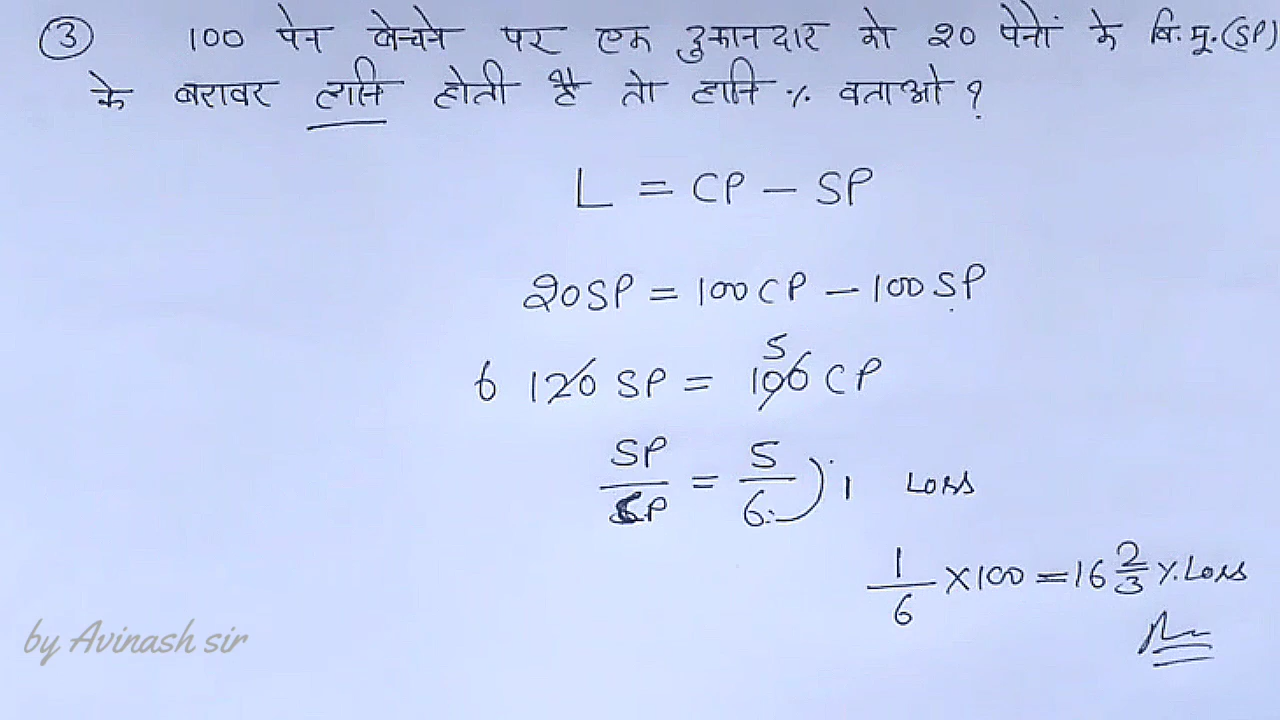 ③ 100 पेन बेचने पर एक दुकानदार को 20 पेनों के वि.मू.(SP)
के बराबर हानि होती है तो हानि % बताओ ?
L = CP - SP
20SP = 100CP - 100SP
6 120 SP = 100 5 CP
SP/CP = 5/6 ) 1 Loss
1/6 × 100 = 16 2/3 %. Loss
by Avinash sir